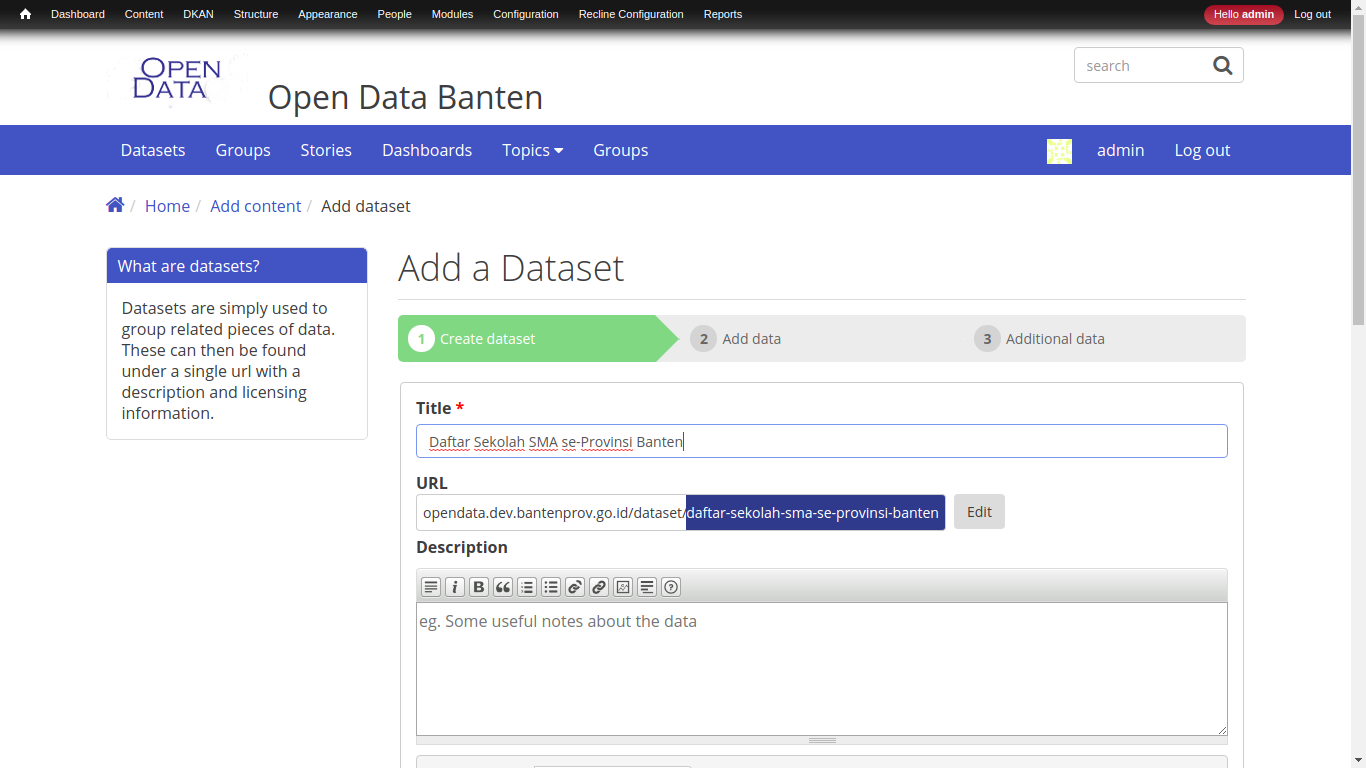 Dashboard Content DKAN Structure Appearance People Modules Configuration Recline Configuration Reports Hello admin Log out
OPEN
DATA
Open Data Banten
search
Datasets Groups Stories Dashboards Topics Groups admin Log out
/ Home / Add content / Add dataset
What are datasets?
Datasets are simply used to
group related pieces of data.
These can then be found
under a single url with a
description and licensing
information.
Add a Dataset
1 Create dataset 2 Add data 3 Additional data
Title *
Daftar Sekolah SMA se-Provinsi Banten
URL
opendata.dev.bantenprov.go.id/dataset/daftar-sekolah-sma-se-provinsi-banten Edit
Description
eg. Some useful notes about the data